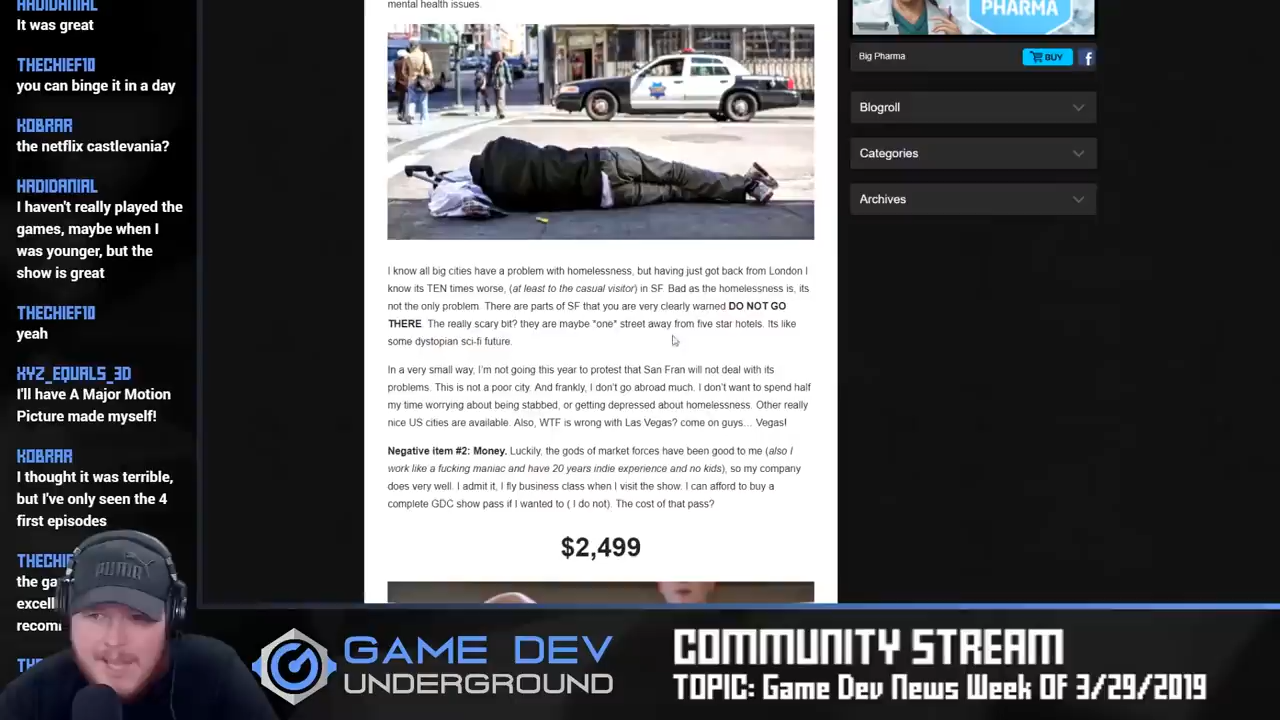 HADIDANIAL
It was great
THECHIEF10
you can binge it in a day
KOBRAR
the netflix castlevania?
HADIDANIAL
I haven't really played the
games, maybe when I
was younger, but the
show is great
THECHIEF10
yeah
XYZ_EQUALS_3D
I'll have A Major Motion
Picture made myself!
KOBRAR
I thought it was terrible,
but I've only seen the 4
first episodes
mental health issues.
I know all big cities have a problem with homelessness, but having just got back from London I
know its TEN times worse, (at least to the casual visitor) in SF. Bad as the homelessness is, its
not the only problem. There are parts of SF that you are very clearly warned DO NOT GO
THERE. The really scary bit? they are maybe *one* street away from five star hotels. Its like
some dystopian sci-fi future.
In a very small way, I'm not going this year to protest that San Fran will not deal with its
problems. This is not a poor city. And frankly, I don't go abroad much. I don't want to spend half
my time worrying about being stabbed, or getting depressed about homelessness. Other really
nice US cities are available. Also, WTF is wrong with Las Vegas? come on guys… Vegas!
Negative item #2: Money. Luckily, the gods of market forces have been good to me (also I
work like a fucking maniac and have 20 years indie experience and no kids), so my company
does very well. I admit it, I fly business class when I visit the show. I can afford to buy a
complete GDC show pass if I wanted to ( I do not). The cost of that pass?
$2,499
PHARMA
Big Pharma
BUY
f
Blogroll
Categories
Archives
the
PUMA
GAME DEV
UNDERGROUND
COMMUNITY STREAM
TOPIC: Game Dev News Week OF 3/29/2019